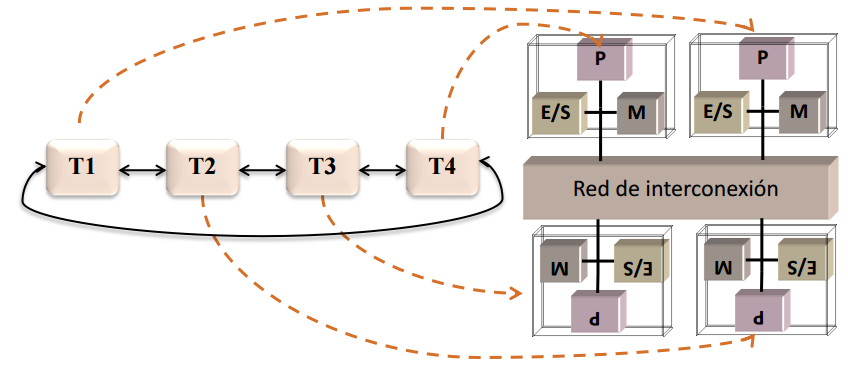 P
P
E/S
M
E/S
M
T1
T2
T3
T4
Red de interconexión
M
E/S
M
E/S
P
P